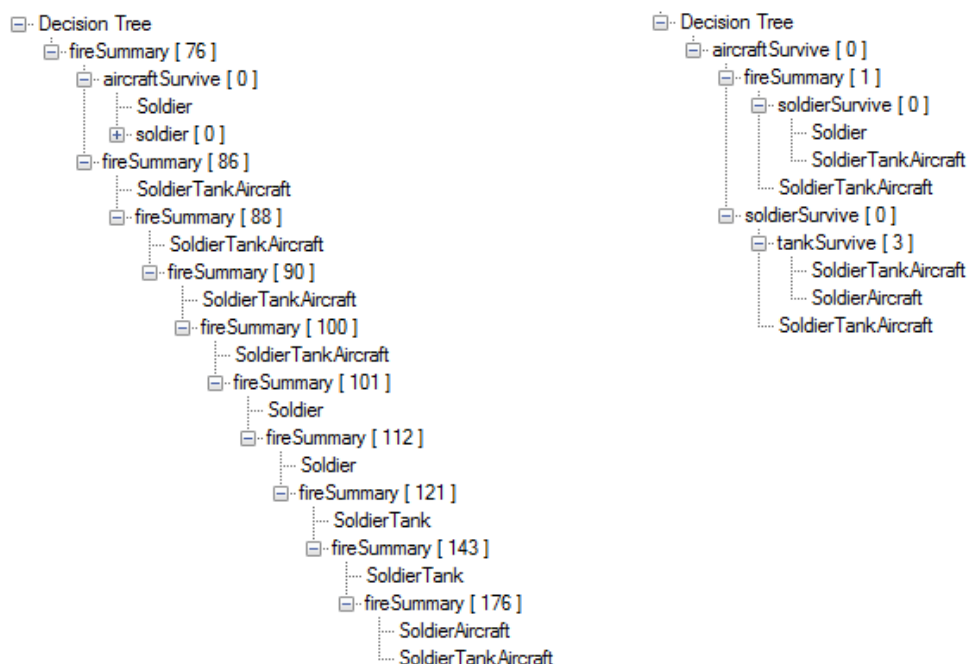 Decision Tree
fireSummary [ 76 ]
aircraftSurvive [ 0 ]
Soldier
soldier [ 0 ]
fireSummary [ 86 ]
SoldierTankAircraft
fireSummary [ 88 ]
SoldierTankAircraft
fireSummary [ 90 ]
SoldierTankAircraft
fireSummary [ 100 ]
SoldierTankAircraft
fireSummary [ 101 ]
Soldier
fireSummary [ 112 ]
Soldier
fireSummary [ 121 ]
SoldierTank
fireSummary [ 143 ]
SoldierTank
fireSummary [ 176 ]
SoldierAircraft
SoldierTankAircraft
Decision Tree
aircraftSurvive [ 0 ]
fireSummary [ 1 ]
soldierSurvive [ 0 ]
Soldier
SoldierTankAircraft
SoldierTankAircraft
soldierSurvive [ 0 ]
tankSurvive [ 3 ]
SoldierTankAircraft
SoldierAircraft
SoldierTankAircraft